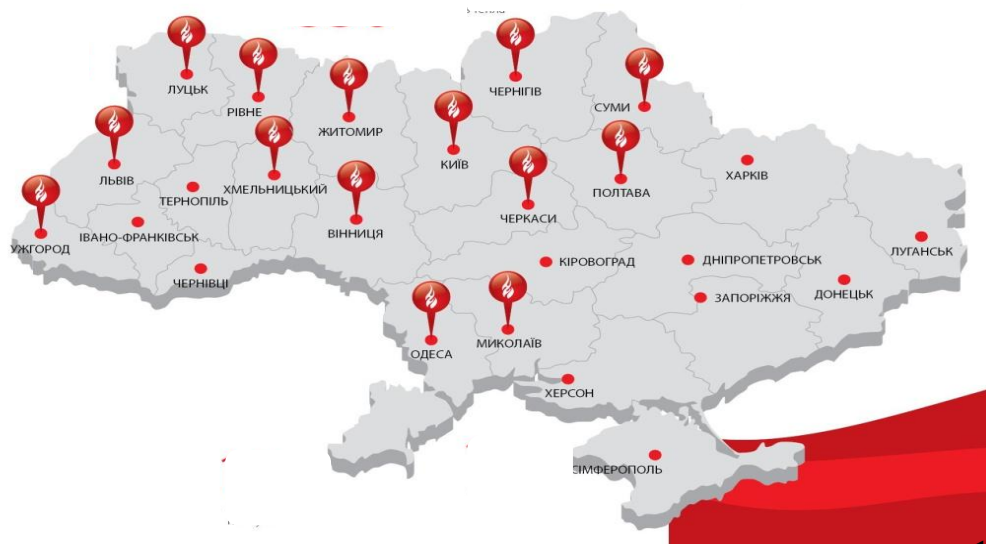 ЛУЦЬК
РІВНЕ
ЖИТОМИР
ЧЕРНІГІВ
СУМИ
КИЇВ
ЛЬВІВ
ТЕРНОПІЛЬ
ХМЕЛЬНИЦЬКИЙ
ПОЛТАВА
ХАРКІВ
УЖГОРОД
ІВАНО-ФРАНКІВСЬК
ВІННИЦЯ
ЧЕРКАСИ
ЛУГАНСЬК
ЧЕРНІВЦІ
КІРОВОГРАД
ДНІПРОПЕТРОВСЬК
ДОНЕЦЬК
ЗАПОРІЖЖЯ
ОДЕСА
МИКОЛАЇВ
ХЕРСОН
СІМФЕРОПОЛЬ